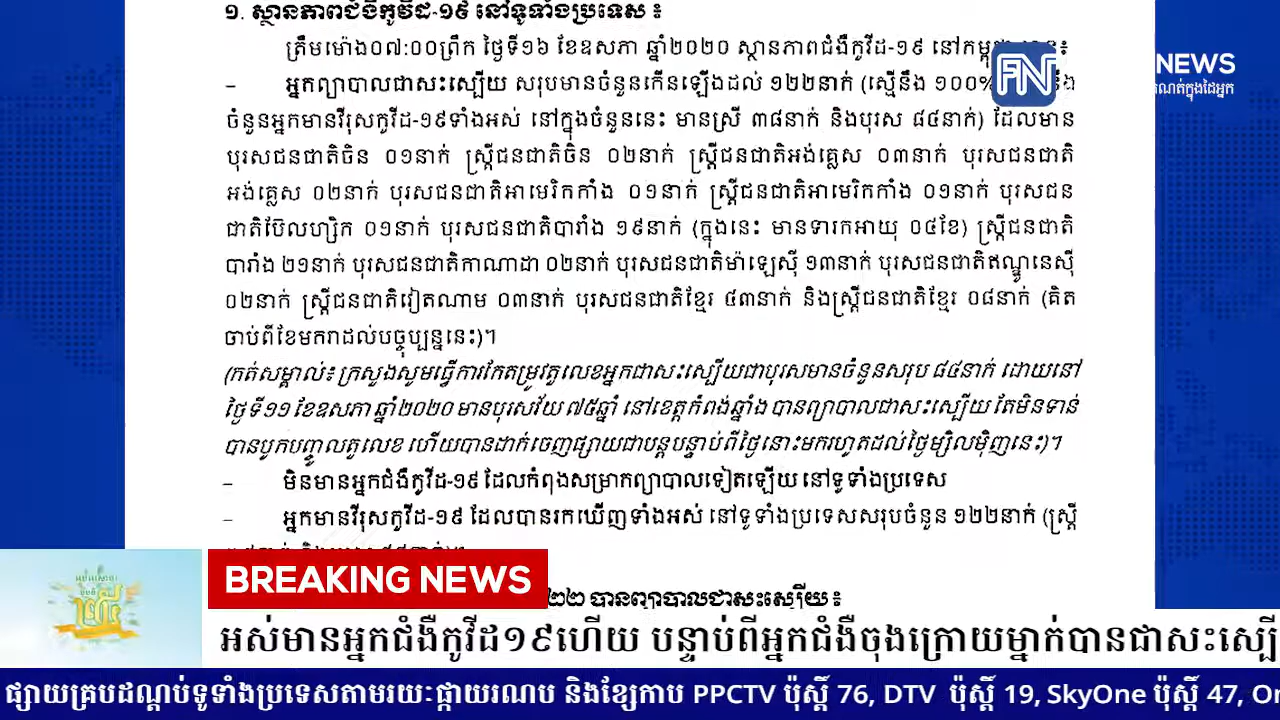 ១. ស្ថានភាពជំងឺកូវីដ-១៩ នៅទូទាំងប្រទេស ៖
ត្រឹមម៉ោង០៧:០០ព្រឹក ថ្ងៃទី១៦ ខែឧសភា ឆ្នាំ២០២០ ស្ថានភាពជំងឺកូវីដ-១៩ នៅកម្ពុជា
– អ្នកព្យាបាលជាសះស្បើយ សរុបមានចំនួនកើនឡើងដល់ ១២២នាក់ (ស្មើនឹង ១០០%
FN
NEWS
ចំនួនអ្នកមានវីរុសកូវីដ-១៩ទាំងអស់ នៅក្នុងចំនួននេះ មានស្រី ៣៨នាក់ និងបុរស ៨៤នាក់) ដែលមាន
បុរសជនជាតិចិន ០១នាក់ ស្ត្រីជនជាតិចិន ០២នាក់ ស្ត្រីជនជាតិអង់គ្លេស ០៣នាក់ បុរសជនជាតិ
អង់គ្លេស ០២នាក់ បុរសជនជាតិអាមេរិកកាំង ០១នាក់ ស្ត្រីជនជាតិអាមេរិកកាំង ០១នាក់ បុរសជន
ជាតិប៊ែលហ្សិក ០១នាក់ បុរសជនជាតិបារាំង ១៩នាក់ (ក្នុងនេះ មានទារកអាយុ ០៤ខែ) ស្ត្រីជនជាតិ
បារាំង ២១នាក់ បុរសជនជាតិកាណាដា ០២នាក់ បុរសជនជាតិម៉ាឡេស៊ី ១៣នាក់ បុរសជនជាតិឥណ្ឌូនេស៊ី
០២នាក់ ស្ត្រីជនជាតិវៀតណាម ០៣នាក់ បុរសជនជាតិខ្មែរ ៤៣នាក់ និងស្ត្រីជនជាតិខ្មែរ ០៨នាក់ (គិត
ចាប់ពីខែមករាដល់បច្ចុប្បន្ននេះ)។
(កត់សម្គាល់៖ ក្រសួងសូមធ្វើការកែតម្រូវតួលេខអ្នកជាសះស្បើយជាបុរសមានចំនួនសរុប ៨៤នាក់ ដោយនៅ
ថ្ងៃទី១១ ខែឧសភា ឆ្នាំ២០២០ មានបុរសវ័យ ៧៥ឆ្នាំ នៅខេត្តកំពង់ឆ្នាំង បានព្យាបាលជាសះស្បើយ តែមិនទាន់
បានបូកបញ្ចូលតួលេខ ហើយបានដាក់ចេញផ្សាយជាបន្តបន្ទាប់ពីថ្ងៃនោះមករហូតដល់ថ្ងៃម្សិលម៉ិញនេះ)។
– មិនមានអ្នកជំងឺកូវីដ-១៩ ដែលកំពុងសម្រាកព្យាបាលទៀតឡើយ នៅទូទាំងប្រទេស
– អ្នកមានវីរុសកូវីដ-១៩ ដែលបានរកឃើញទាំងអស់ នៅទូទាំងប្រទេសសរុបចំនួន ១២២នាក់ (ស្ត្រី
BREAKING NEWS
២២ បានព្យាបាលជាសះស្បើយ ៖
អស់មានអ្នកជំងឺកូវីដ១៩ហើយ បន្ទាប់ពីអ្នកជំងឺចុងក្រោយម្នាក់បានជាសះស្បើ
ផ្សាយគ្របដណ្តប់ទូទាំងប្រទេសតាមរយៈផ្កាយរណប និងខ្សែកាប PPCTV ប៉ុស្តិ៍ 76, DTV ប៉ុស្តិ៍ 19, SkyOne ប៉ុស្តិ៍ 47, On